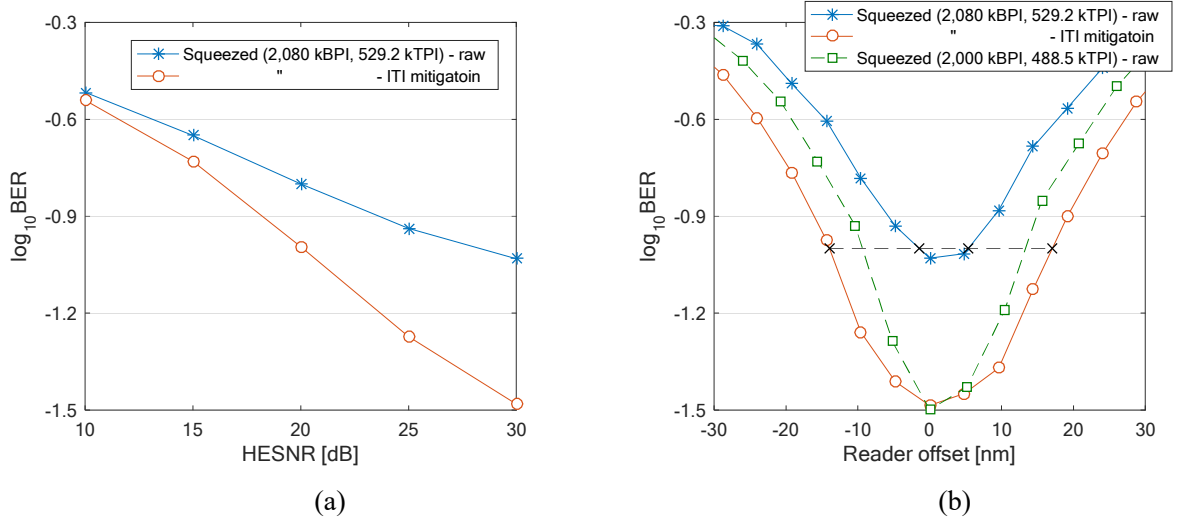 -0.3
-0.6
-0.9
-1.2
-1.5
log10BER
10
15
20
25
30
HESNR [dB]
Squeezed (2,080 kBPI, 529.2 kTPI) - raw
" - ITI mitigatoin
(a)
-0.3
-0.6
-0.9
-1.2
-1.5
log10BER
-30
-20
-10
0
10
20
30
Reader offset [nm]
Squeezed (2,080 kBPI, 529.2 kTPI) - raw
" - ITI mitigatoin
Squeezed (2,000 kBPI, 488.5 kTPI) - raw
(b)